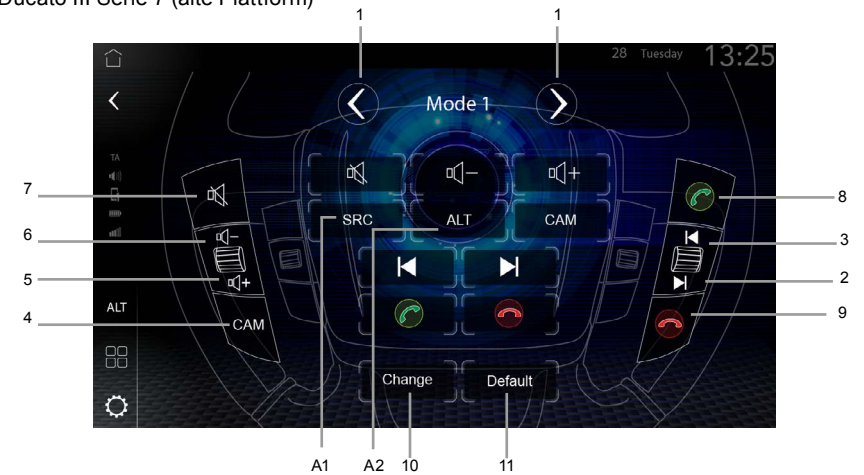 Ducato III Serie 7 (alte Plattform)
1 1
28 Tuesday 13:25
Mode 1
TA
7
8
SRC ALT CAM
6
3
5
2
ALT
4
CAM
9
Change Default
A1 A2 10 11